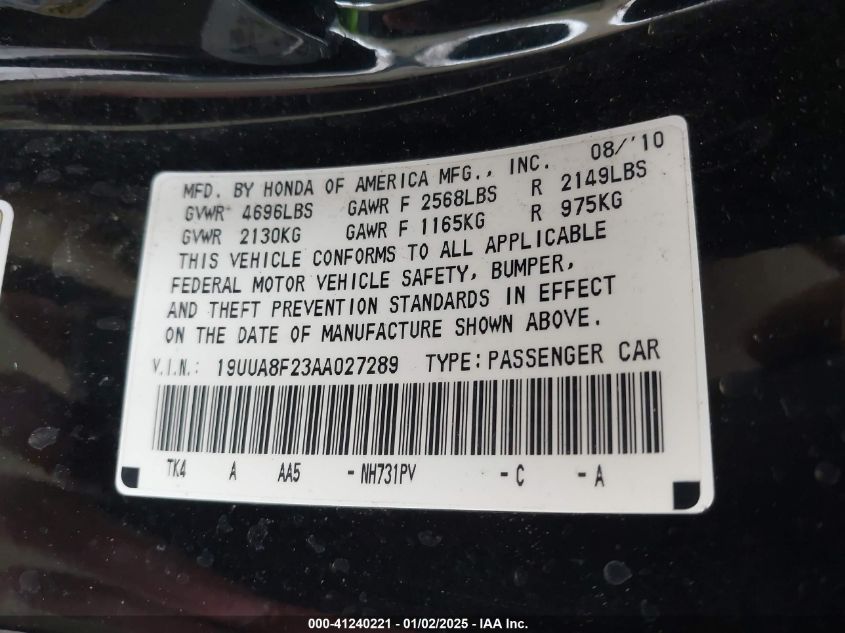 MFD. BY HONDA OF AMERICA MFG., INC. 08/'10
GVWR 4696LBS GAWR F 2568LBS R 2149LBS
GVWR 2130KG GAWR F 1165KG R 975KG
THIS VEHICLE CONFORMS TO ALL APPLICABLE
FEDERAL MOTOR VEHICLE SAFETY, BUMPER,
AND THEFT PREVENTION STANDARDS IN EFFECT
ON THE DATE OF MANUFACTURE SHOWN ABOVE.
V.I.N.: 19UUA8F23AA027289 TYPE: PASSENGER CAR
TK4 A AA5 - NH731PV - C - A
000-41240221 - 01/02/2025 - IAA Inc.